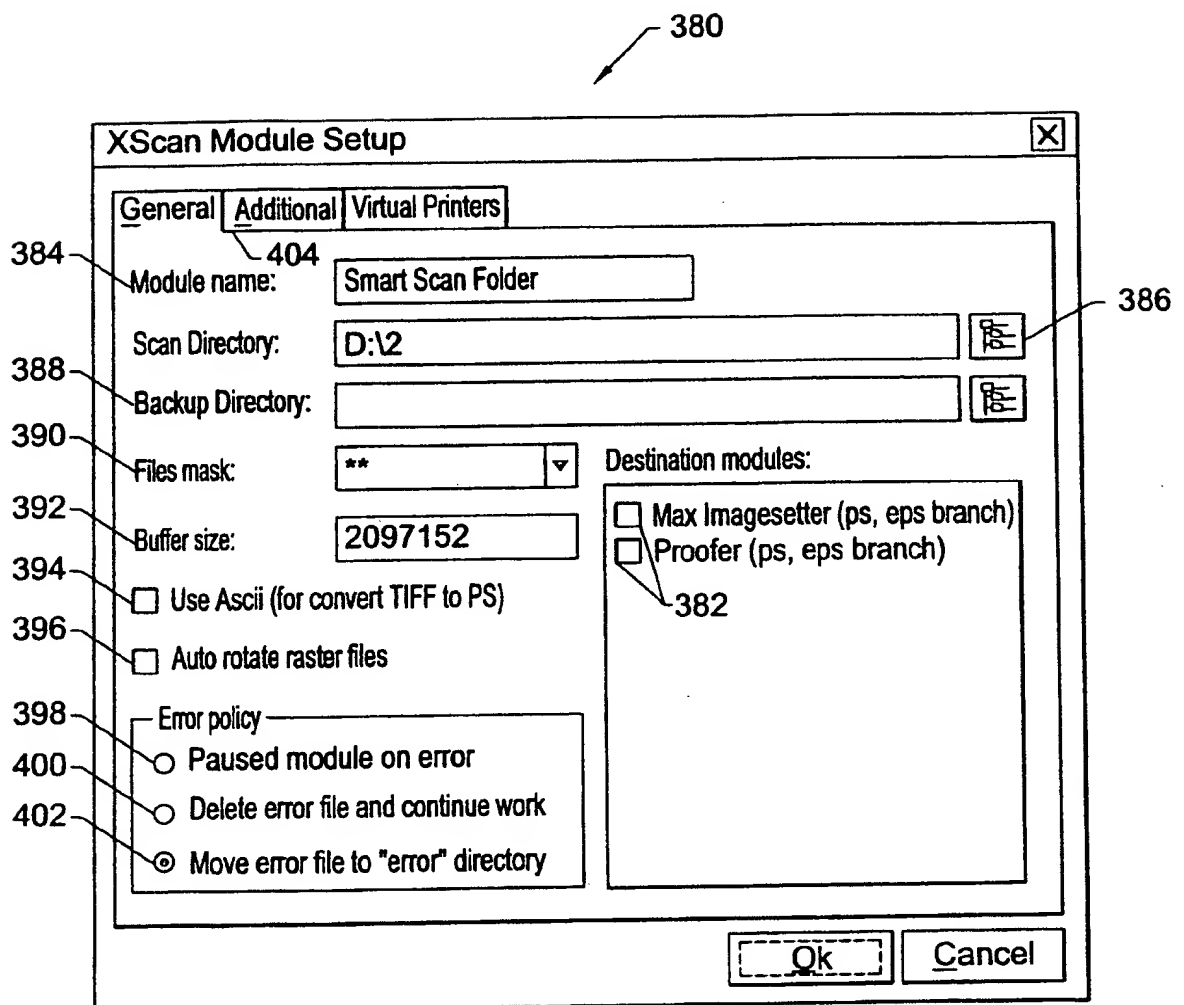 380
XScan Module Setup X
General Additional Virtual Printers
404
384 Module name: Smart Scan Folder
Scan Directory: D:\2 386
388 Backup Directory:
390 Files mask: ** Destination modules:
392 Buffer size: 2097152
Max Imagesetter (ps, eps branch)
Proofer (ps, eps branch)
382
394 Use Ascii (for convert TIFF to PS)
396 Auto rotate raster files
Error policy
398 Paused module on error
400 Delete error file and continue work
402 Move error file to "error" directory
Ok Cancel